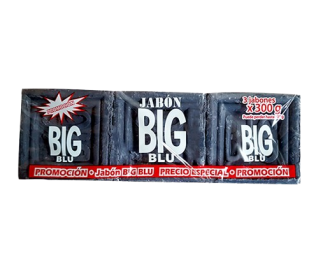 JABÓN
BIG
BLU
BIG
BLU
BIG
BLU
3 jabones
x 300 g
PROMOCIÓN • Jabón BIG BLU PRECIO ESPECIAL • PROMOCIÓN